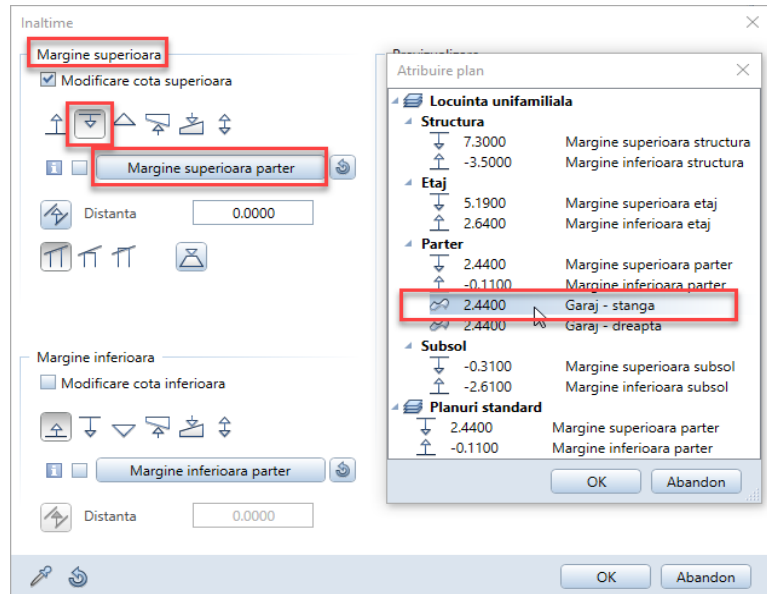 Inaltime
Margine superioara
Modificare cota superioara
Margine superioara parter
Distanta 0.0000
Margine inferioara
Modificare cota inferioara
Margine inferioara parter
Distanta 0.0000
OK Abandon
Atribuire plan
Locuinta unifamiliala
Structura
7.3000 Margine superioara structura
-3.5000 Margine inferioara structura
Etaj
5.1900 Margine superioara etaj
2.6400 Margine inferioara etaj
Parter
2.4400 Margine superioara parter
-0.1100 Margine inferioara parter
2.4400 Garaj - stanga
2.4400 Garaj - dreapta
Subsol
-0.3100 Margine superioara subsol
-2.6100 Margine inferioara subsol
Planuri standard
2.4400 Margine superioara parter
-0.1100 Margine inferioara parter
OK Abandon